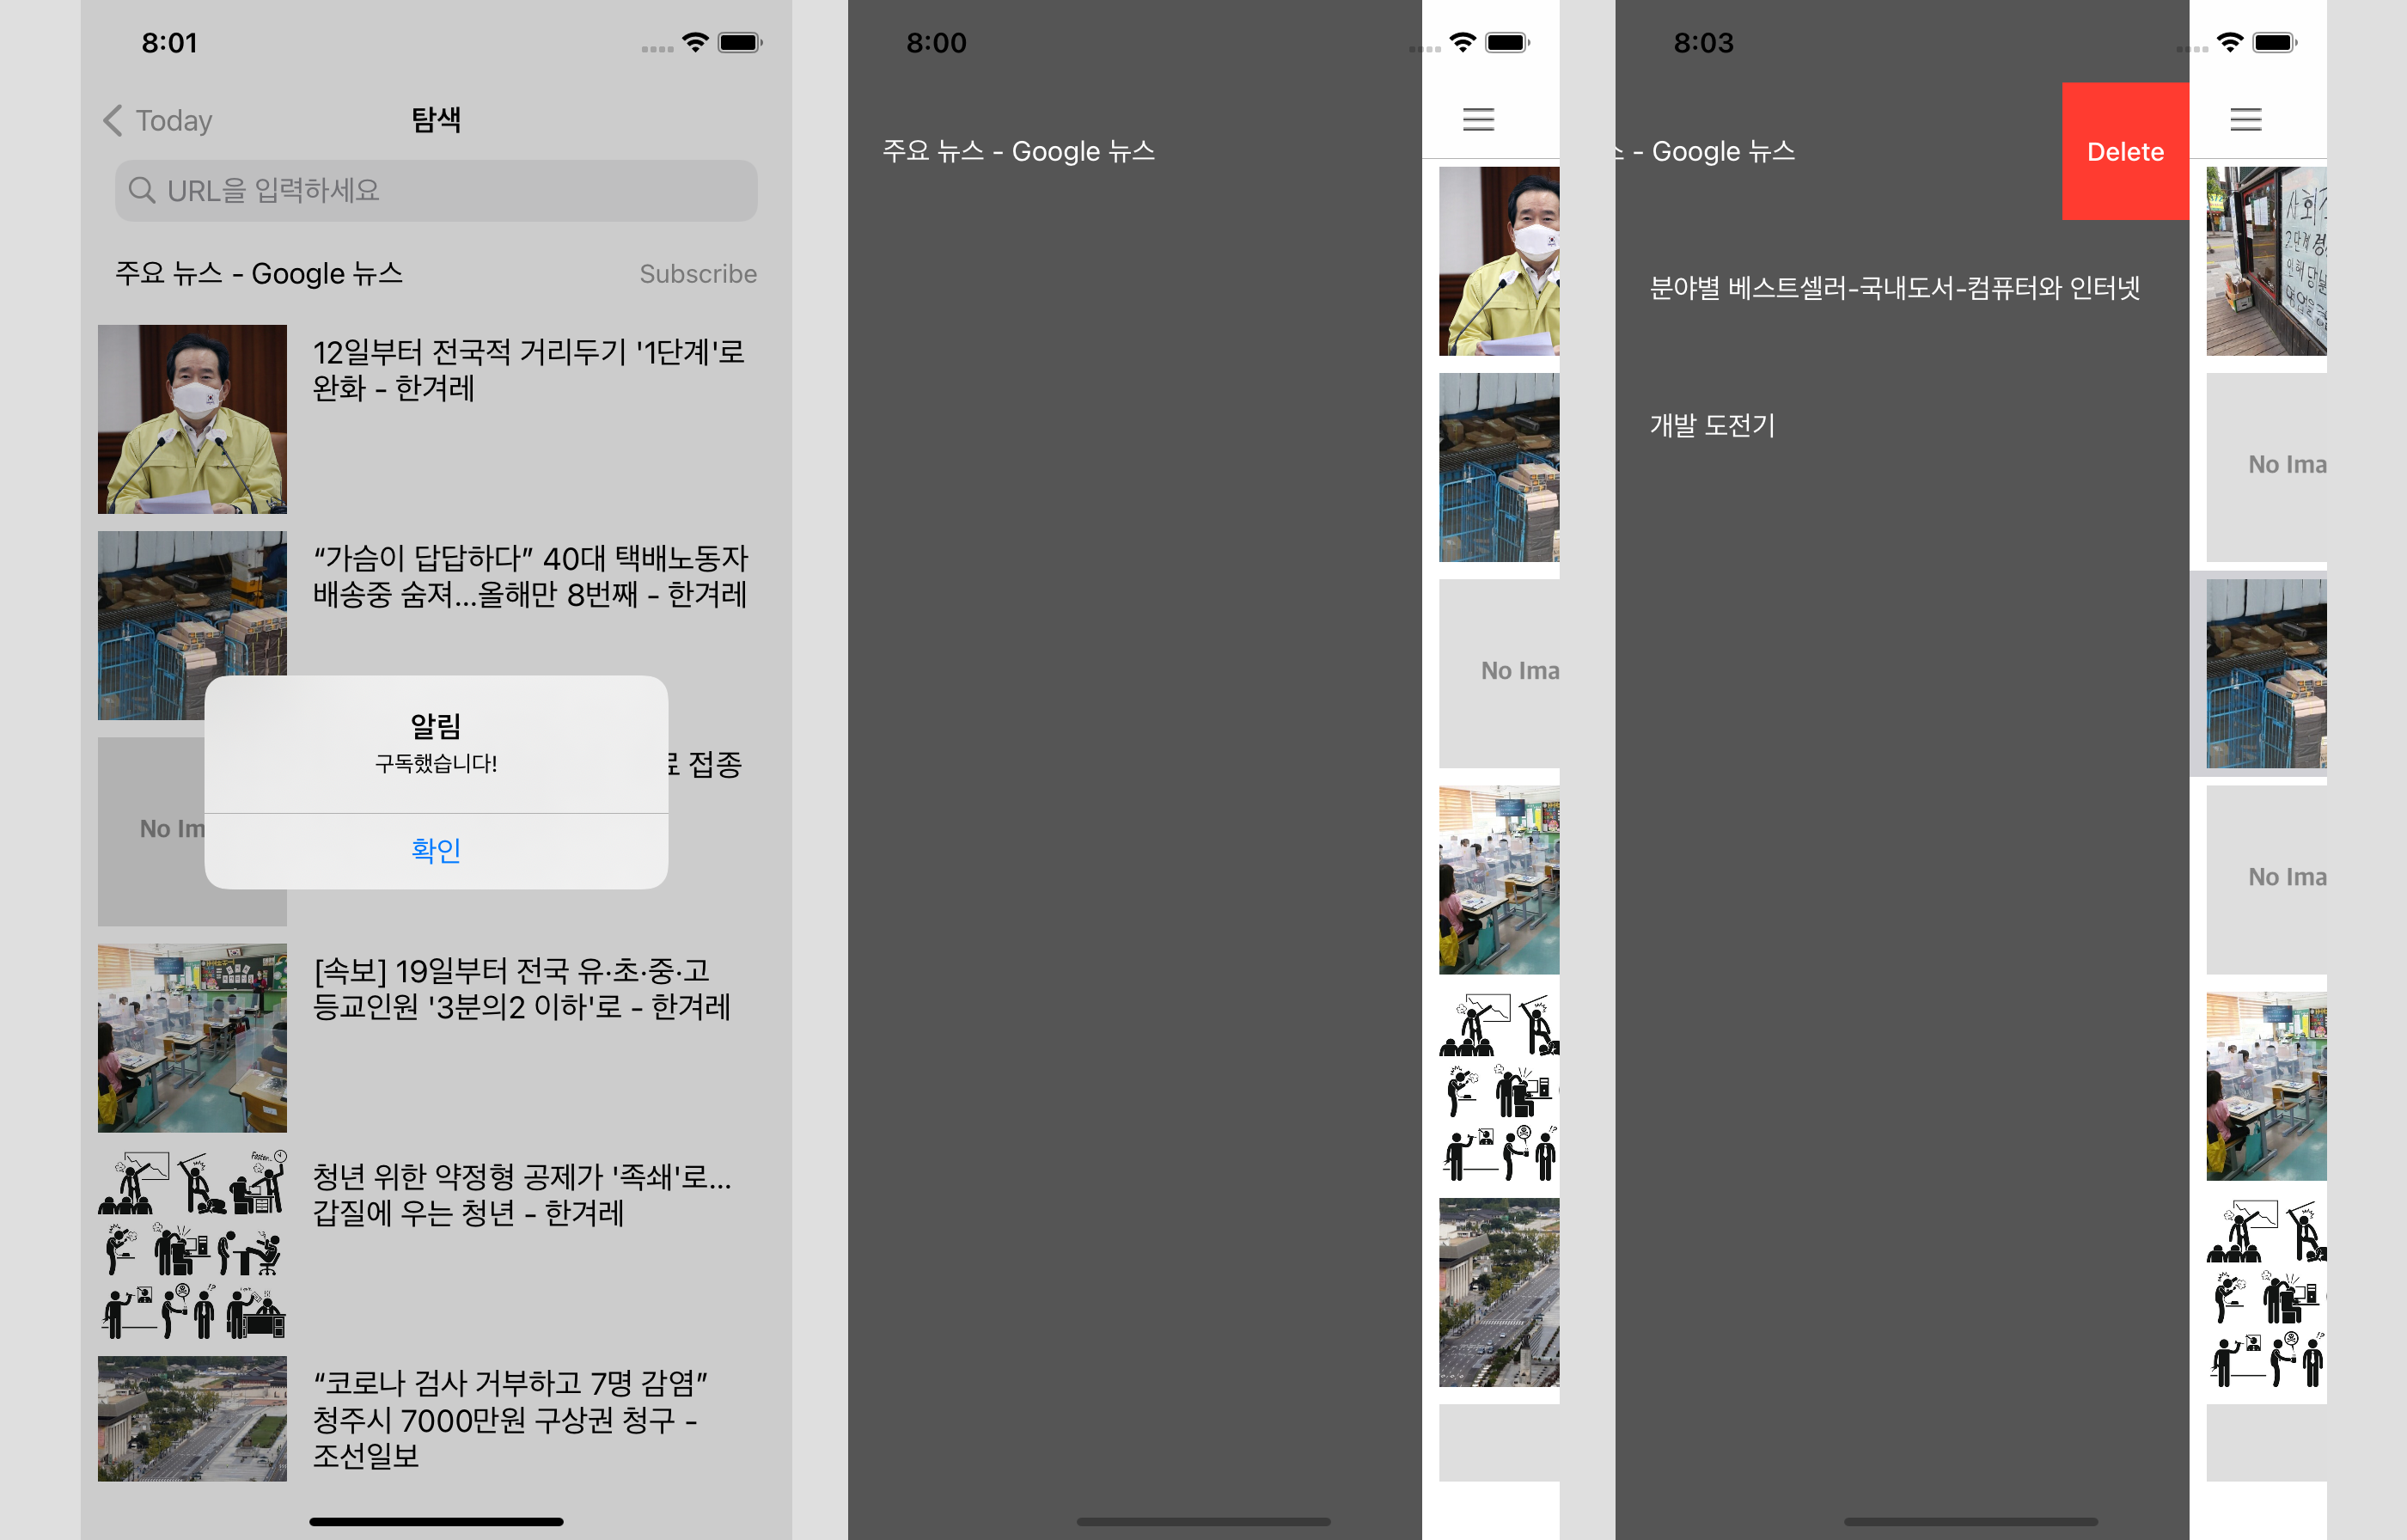 8:01
Today
탐색
URL을 입력하세요
주요 뉴스 - Google 뉴스
Subscribe
12일부터 전국적 거리두기 '1단계'로
완화 - 한겨레
“가슴이 답답하다” 40대 택배노동자
배송중 숨져...올해만 8번째 - 한겨레
알림
구독했습니다!
확인
료 접종
No Im
[속보] 19일부터 전국 유·초·중·고
등교인원 '3분의2 이하'로 - 한겨레
청년 위한 약정형 공제가 '족쇄'로...
갑질에 우는 청년 - 한겨레
“코로나 검사 거부하고 7명 감염”
청주시 7000만원 구상권 청구 -
조선일보
8:00
주요 뉴스 - Google 뉴스
No Ima
8:03
스 - Google 뉴스
Delete
분야별 베스트셀러-국내도서-컴퓨터와 인터넷
개발 도전기
No Ima
No Ima